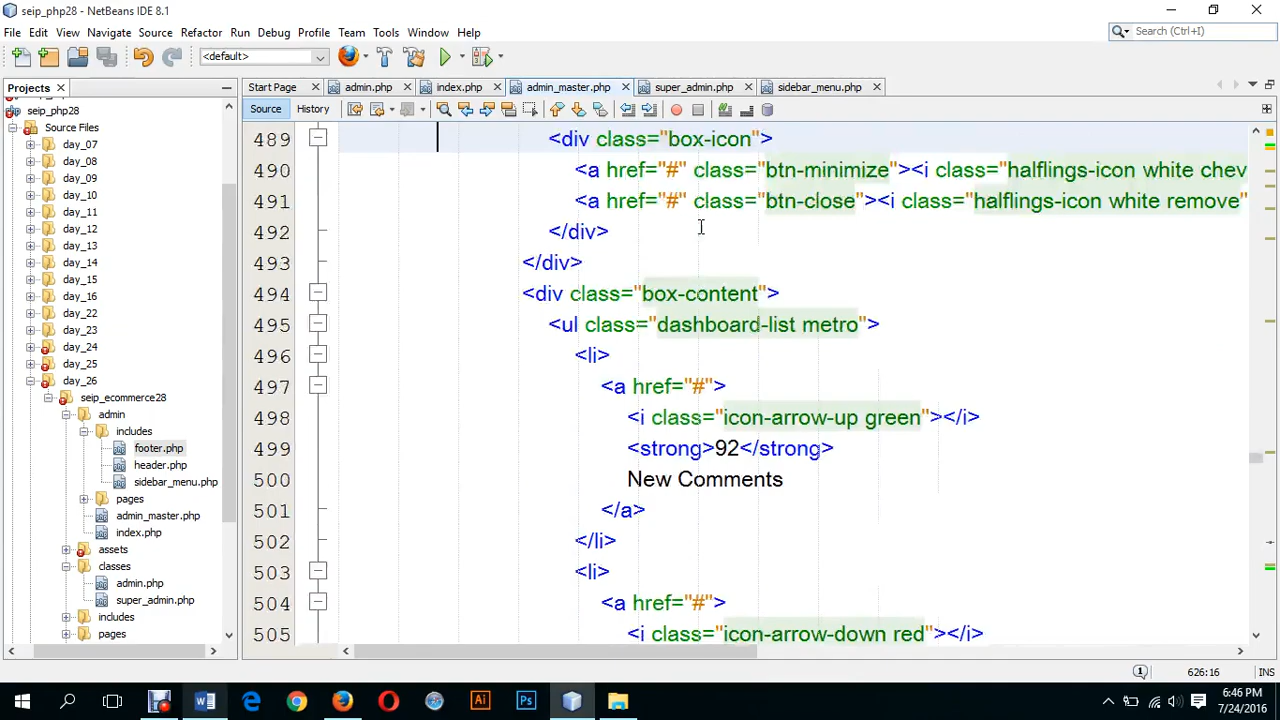 seip_php28 - NetBeans IDE 8.1
File Edit View Navigate Source Refactor Run Debug Profile Team Tools Window Help
Search (Ctrl+I)
<default>
Projects
Start Page admin.php index.php admin_master.php super_admin.php sidebar_menu.php
Source History
seip_php28
Source Files
day_07
day_08
day_09
day_10
day_11
day_12
day_13
day_14
day_15
day_16
day_22
day_23
day_24
day_25
day_26
seip_ecommerce28
admin
includes
footer.php
header.php
sidebar_menu.php
pages
admin_master.php
index.php
assets
classes
admin.php
super_admin.php
includes
pages
489 <div class="box-icon">
490 <a href="#" class="btn-minimize"><i class="halflings-icon white chev
491 <a href="#" class="btn-close"><i class="halflings-icon white remove"
492 </div>
493 </div>
494 <div class="box-content">
495 <ul class="dashboard-list metro">
496 <li>
497 <a href="#">
498 <i class="icon-arrow-up green"></i>
499 <strong>92</strong>
500 New Comments
501 </a>
502 </li>
503 <li>
504 <a href="#">
505 <i class="icon-arrow-down red"></i>
1
626:16
INS
Ai
Ps
6:46 PM
7/24/2016